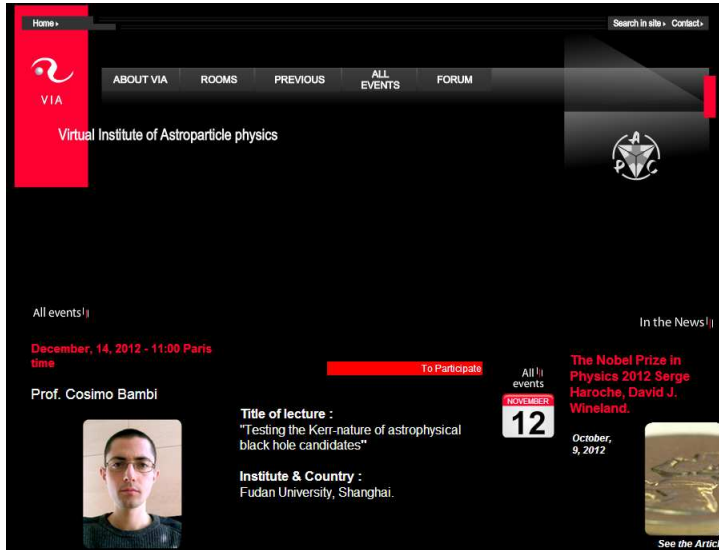 Home
Search in site Contact
VIA
ABOUT VIA ROOMS PREVIOUS ALL EVENTS FORUM
Virtual Institute of Astroparticle physics
APC
All events
In the News
December, 14, 2012 - 11:00 Paris
time
To Participate
Prof. Cosimo Bambi
Title of lecture :
"Testing the Kerr-nature of astrophysical
black hole candidates"
Institute & Country :
Fudan University, Shanghai.
All
events
NOVEMBER
12
The Nobel Prize in
Physics 2012 Serge
Haroche, David J.
Wineland.
October,
9, 2012
See the Artic